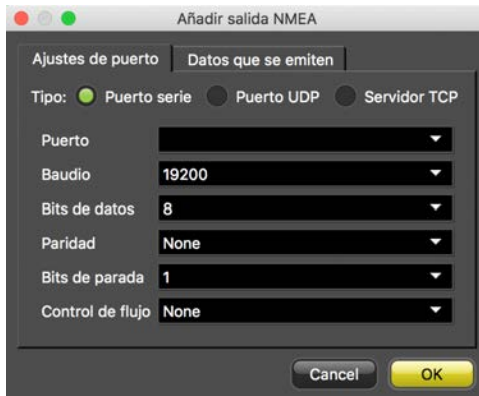 Añadir salida NMEA
Ajustes de puerto Datos que se emiten
Tipo: Puerto serie Puerto UDP Servidor TCP
Puerto
Baudio 19200
Bits de datos 8
Paridad None
Bits de parada 1
Control de flujo None
Cancel OK